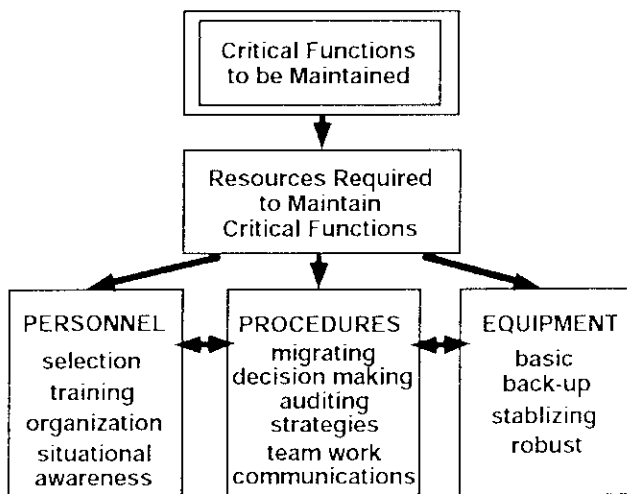 Critical Functions
to be Maintained
Resources Required
to Maintain
Critical Functions
PERSONNEL
selection
training
organization
situational
awareness
PROCEDURES
migrating
decision making
auditing
strategies
team work
communications
EQUIPMENT
basic
back-up
stablizing
robust